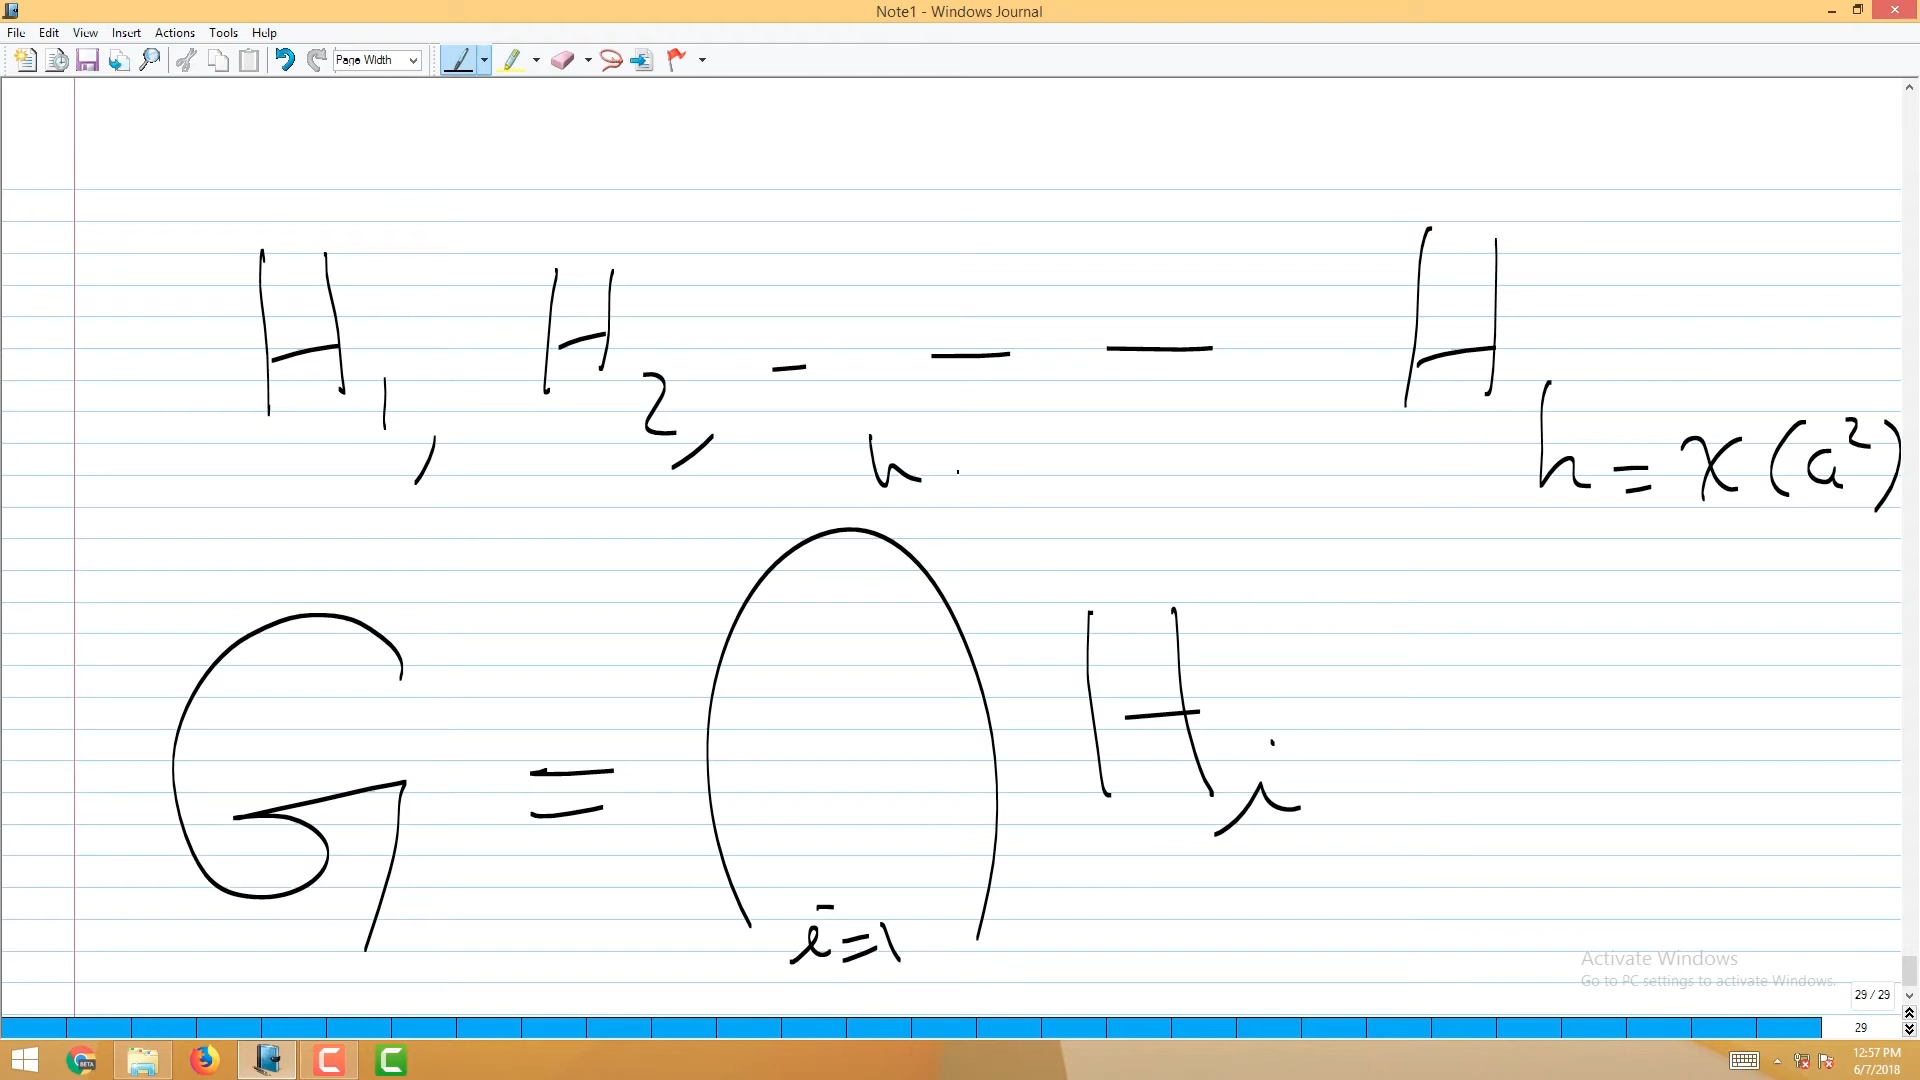 Note1 - Windows Journal
File Edit View Insert Actions Tools Help
Page Width
H₁, H₂, - - - H
h = χ(a²)
h
G = ∩ Hᵢ
i=1
Activate Windows
Go to PC settings to activate Windows.
29 / 29
29
BETA
12:57 PM
6/7/2018